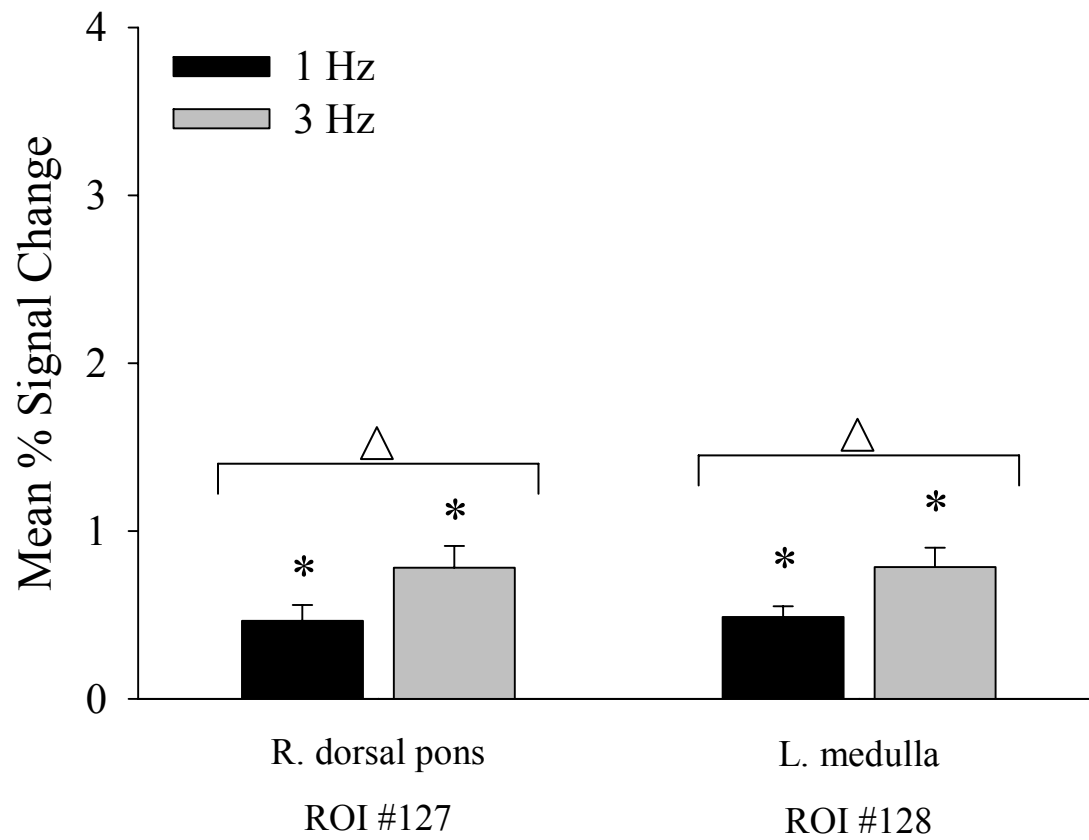 4
3
2
1
0
Mean % Signal Change
1 Hz
3 Hz
△
△
*
*
*
*
R. dorsal pons
L. medulla
ROI #127
ROI #128